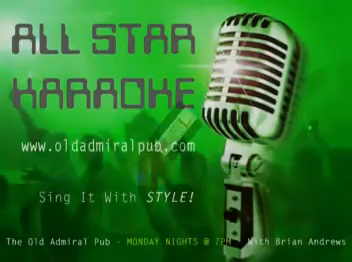 ALL STAR
KARAOKE
www.oldadmiralpub.com
Sing It With STYLE!
The Old Admiral Pub - MONDAY NIGHTS @ 7PM - With Brian Andrews